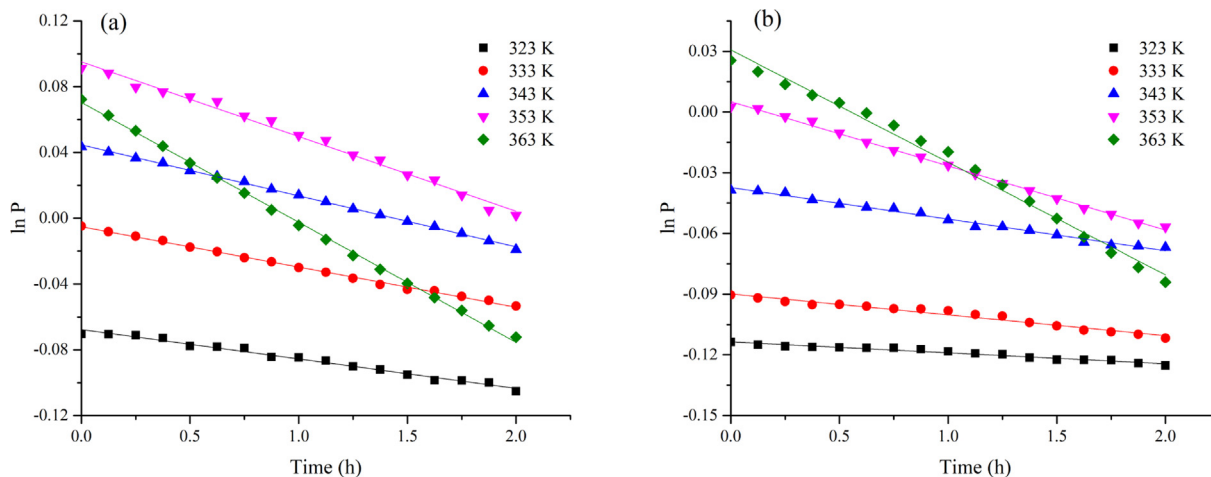 (a)
323 K
333 K
343 K
353 K
363 K
0.12
0.08
0.04
0.00
-0.04
-0.08
-0.12
ln P
0.0
0.5
1.0
1.5
2.0
Time (h)
(b)
323 K
333 K
343 K
353 K
363 K
0.03
0.00
-0.03
-0.06
-0.09
-0.12
-0.15
ln P
0.0
0.5
1.0
1.5
2.0
Time (h)